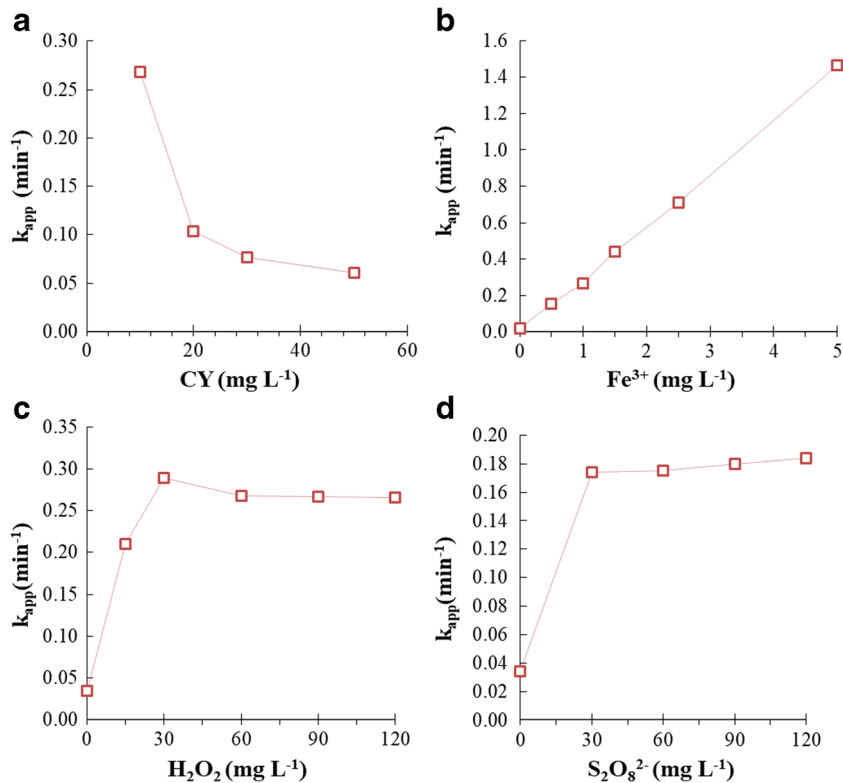 a
0.30
0.25
0.20
0.15
0.10
0.05
0.00
k_app (min⁻¹)
0 20 40 60
CY (mg L⁻¹)
b
1.6
1.4
1.2
1.0
0.8
0.6
0.4
0.2
0.0
k_app (min⁻¹)
0 1 2 3 4 5
Fe³⁺ (mg L⁻¹)
c
0.35
0.30
0.25
0.20
0.15
0.10
0.05
0.00
k_app(min⁻¹)
0 30 60 90 120
H₂O₂ (mg L⁻¹)
d
0.20
0.18
0.16
0.14
0.12
0.10
0.08
0.06
0.04
0.02
0.00
k_app(min⁻¹)
0 30 60 90 120
S₂O₈²⁻ (mg L⁻¹)